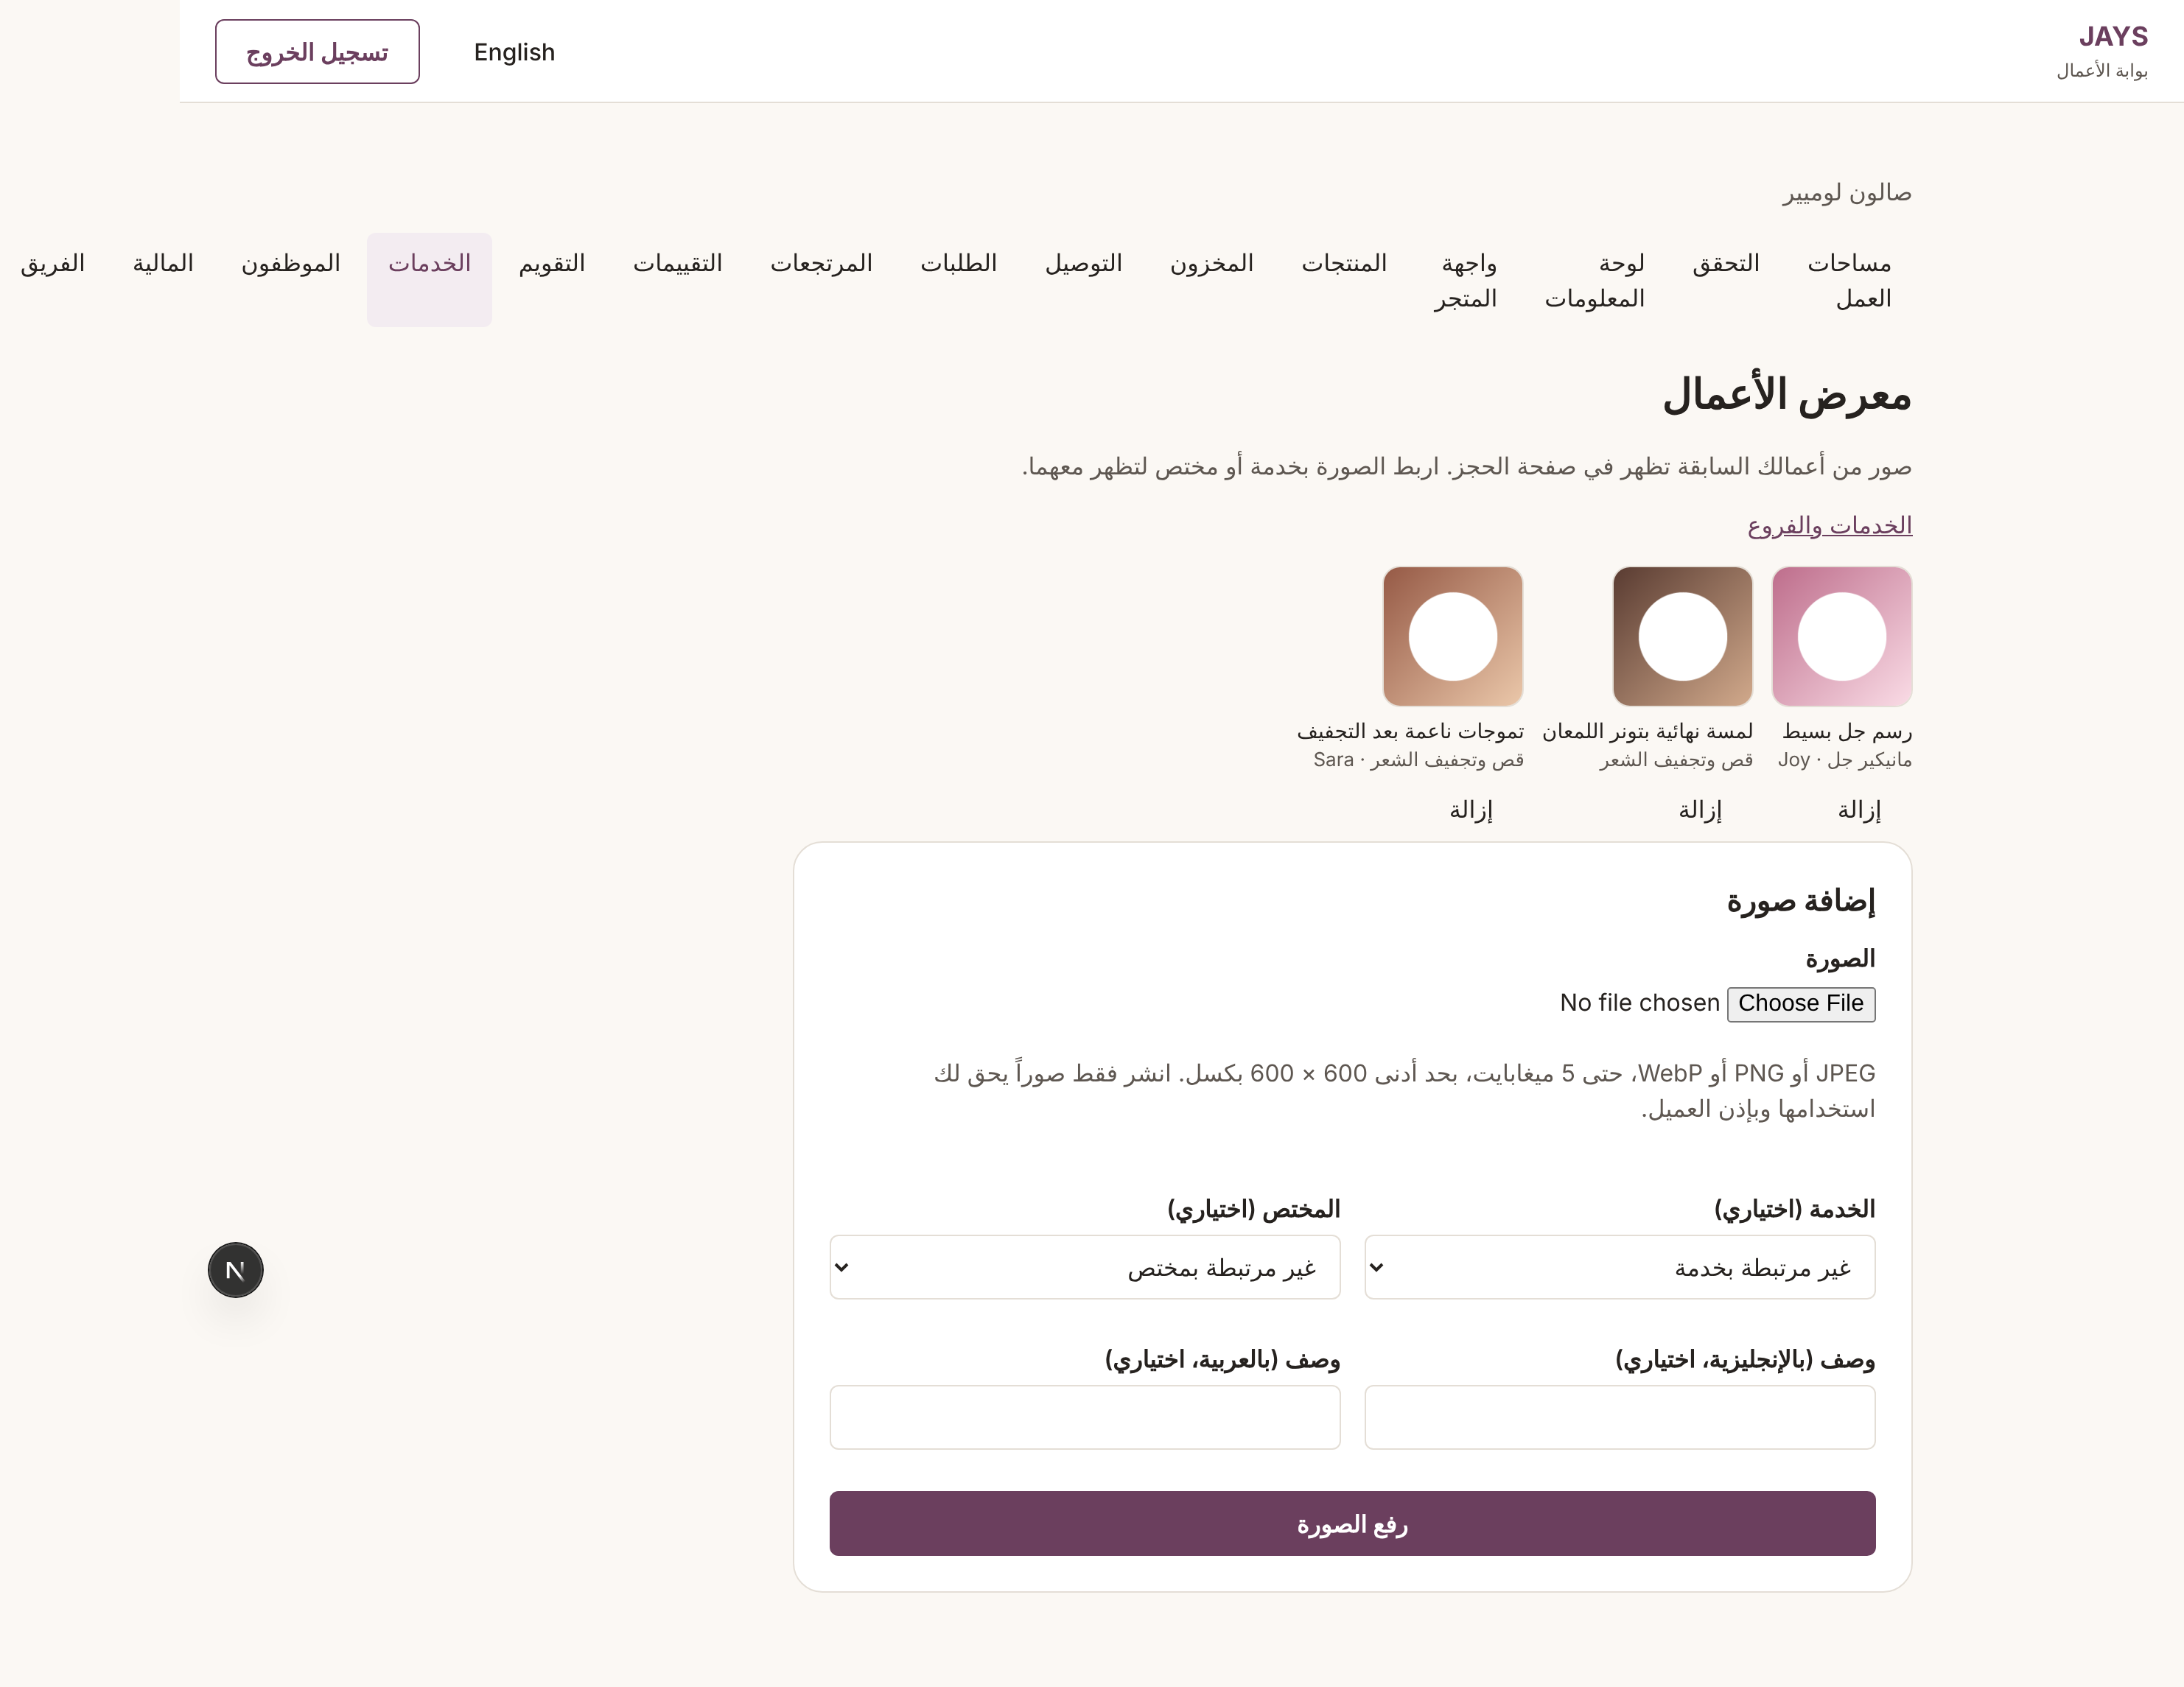 JAYS
بوابة الأعمال
English
تسجيل الخروج
صالون لوميير
مساحات العمل
التحقق
لوحة المعلومات
واجهة المتجر
المنتجات
المخزون
التوصيل
الطلبات
المرتجعات
التقييمات
التقويم
الخدمات
الموظفون
المالية
الفريق
معرض الأعمال
صور من أعمالك السابقة تظهر في صفحة الحجز. اربط الصورة بخدمة أو مختص لتظهر معهما.
الخدمات والفروع
رسم جل بسيط
مانيكير جل · Joy
إزالة
لمسة نهائية بتونر اللمعان
قص وتجفيف الشعر
إزالة
تموجات ناعمة بعد التجفيف
قص وتجفيف الشعر · Sara
إزالة
إضافة صورة
الصورة
Choose File No file chosen
JPEG أو PNG أو WebP، حتى 5 ميغابايت، بحد أدنى 600 × 600 بكسل. انشر فقط صوراً يحق لك
استخدامها وبإذن العميل.
الخدمة (اختياري)
غير مرتبطة بخدمة
المختص (اختياري)
غير مرتبطة بمختص
وصف (بالإنجليزية، اختياري)
وصف (بالعربية، اختياري)
رفع الصورة
N